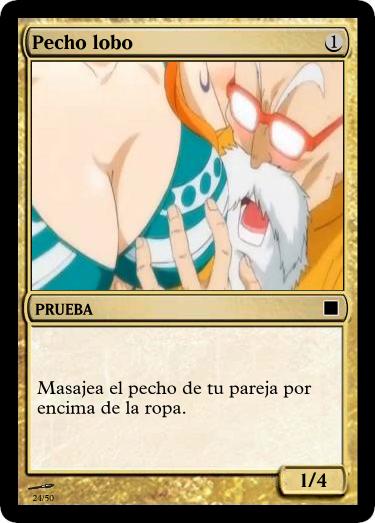 Pecho lobo 1
PRUEBA
Masajea el pecho de tu pareja por
encima de la ropa.
1/4
24/50